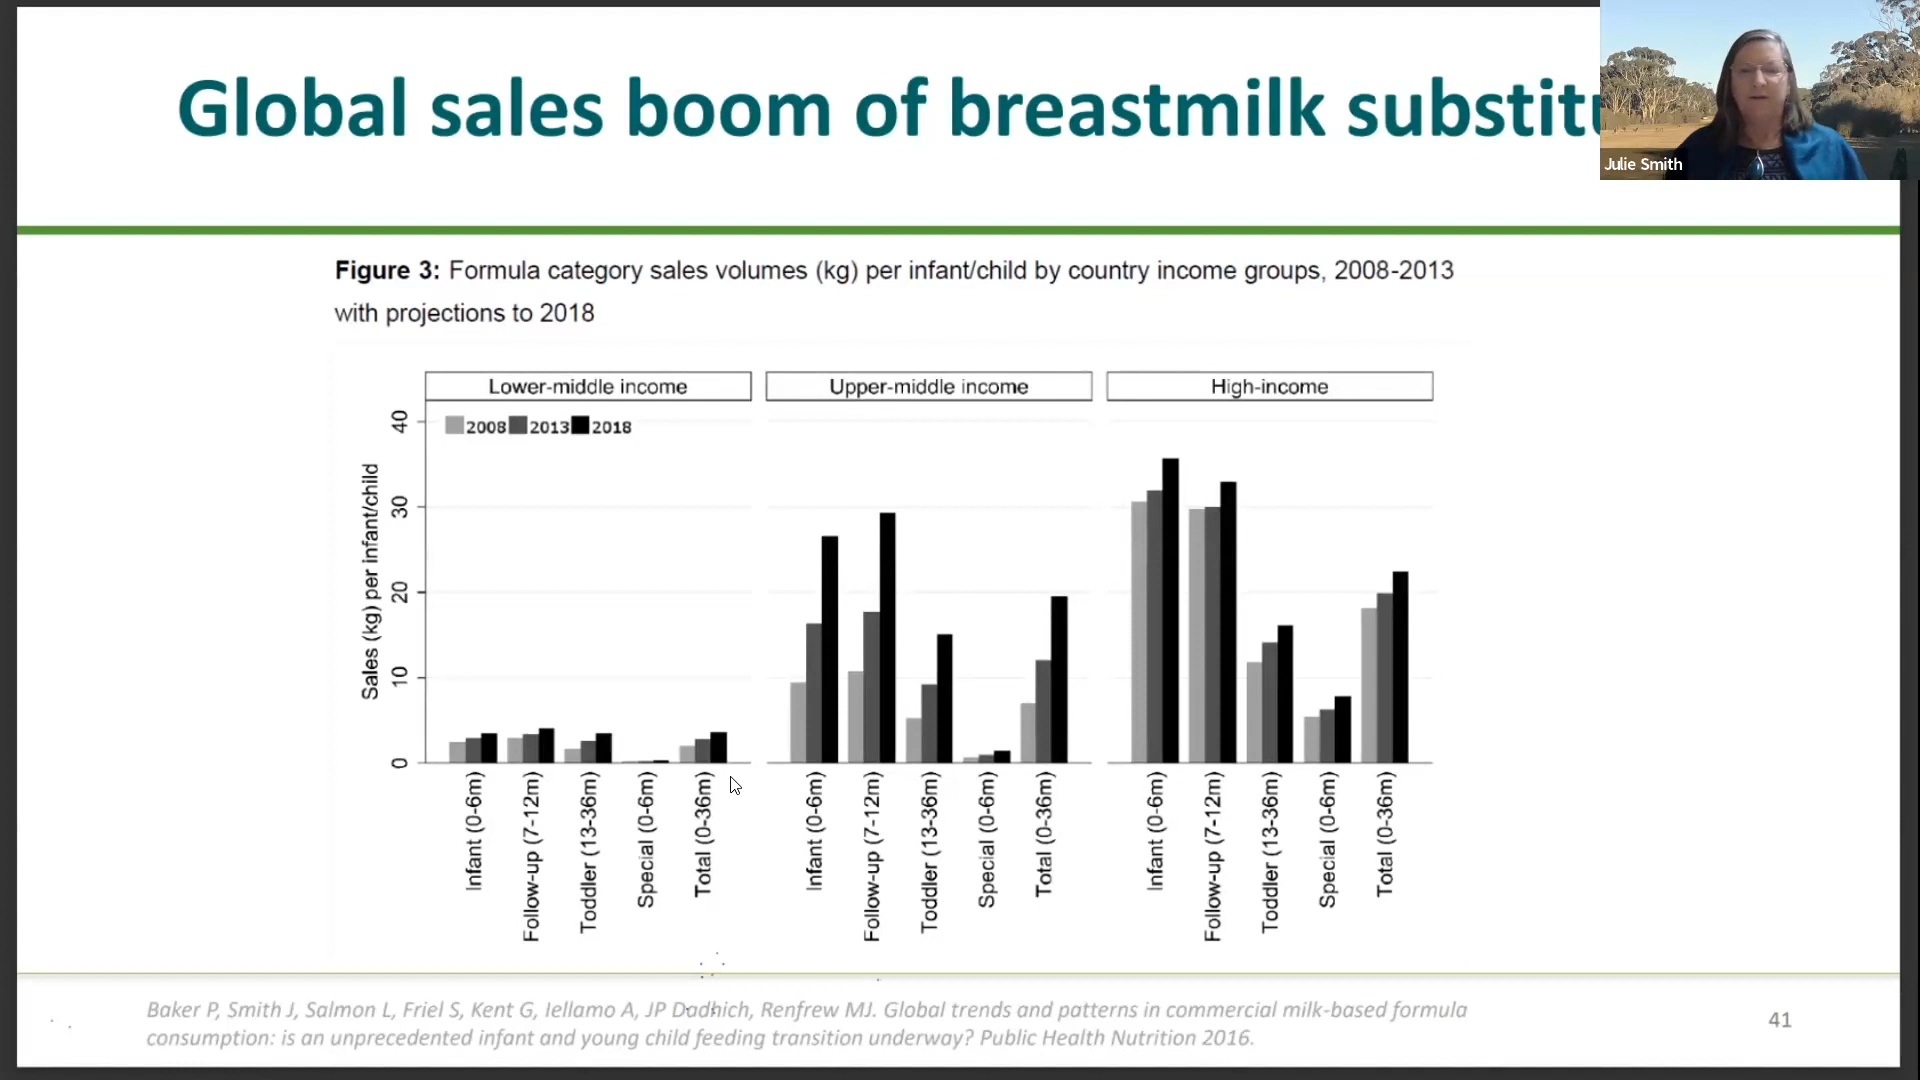 Global sales boom of breastmilk substitu
Julie Smith
Figure 3: Formula category sales volumes (kg) per infant/child by country income groups, 2008-2013
with projections to 2018
Lower-middle income
Upper-middle income
High-income
2008 2013 2018
Sales (kg) per infant/child
40
30
20
10
0
Infant (0-6m)
Follow-up (7-12m)
Toddler (13-36m)
Special (0-6m)
Total (0-36m)
Infant (0-6m)
Follow-up (7-12m)
Toddler (13-36m)
Special (0-6m)
Total (0-36m)
Infant (0-6m)
Follow-up (7-12m)
Toddler (13-36m)
Special (0-6m)
Total (0-36m)
Baker P, Smith J, Salmon L, Friel S, Kent G, Iellamo A, JP Dadhich, Renfrew MJ. Global trends and patterns in commercial milk-based formula
consumption: is an unprecedented infant and young child feeding transition underway? Public Health Nutrition 2016.
41